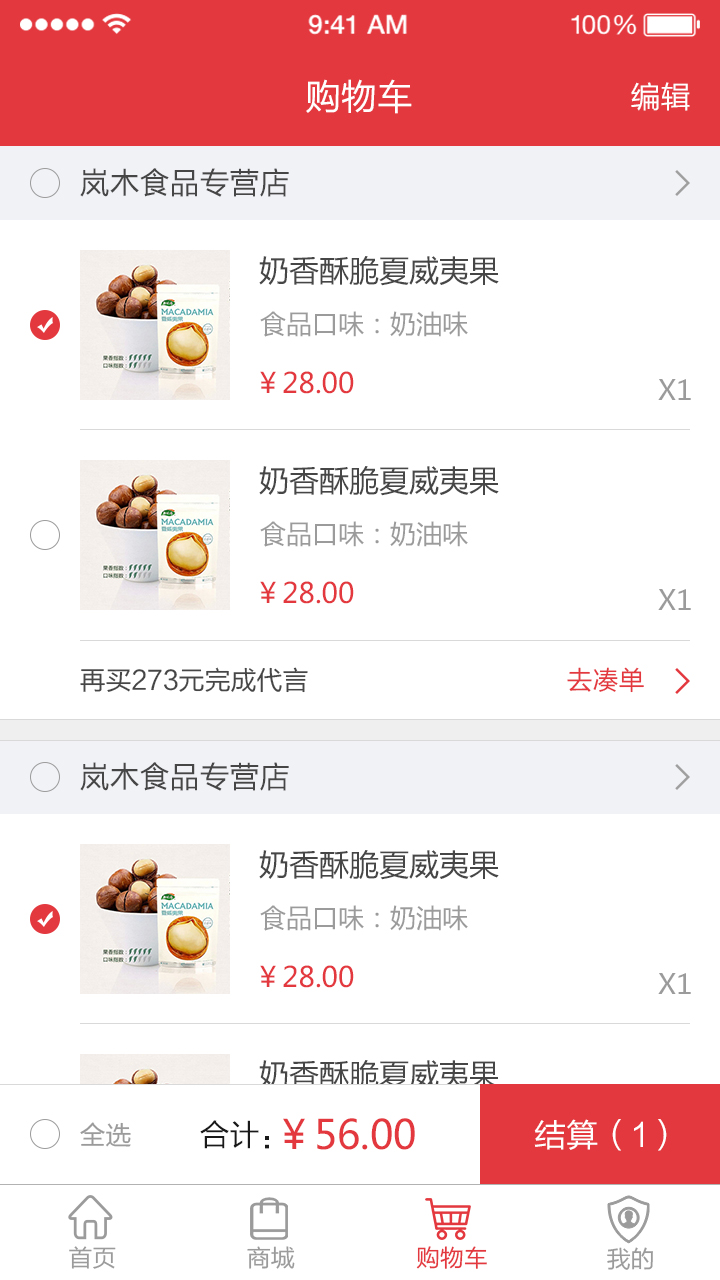 9:41 AM
100%
购物车
编辑
岚木食品专营店
奶香酥脆夏威夷果
MACADAMIA
食品口味：奶油味
¥ 28.00
X1
奶香酥脆夏威夷果
MACADAMIA
食品口味：奶油味
¥ 28.00
X1
再买273元完成代言
去凑单
岚木食品专营店
奶香酥脆夏威夷果
MACADAMIA
食品口味：奶油味
¥ 28.00
X1
奶香酥脆夏威夷果
全选
合计：¥ 56.00
结算（1）
首页
商城
购物车
我的